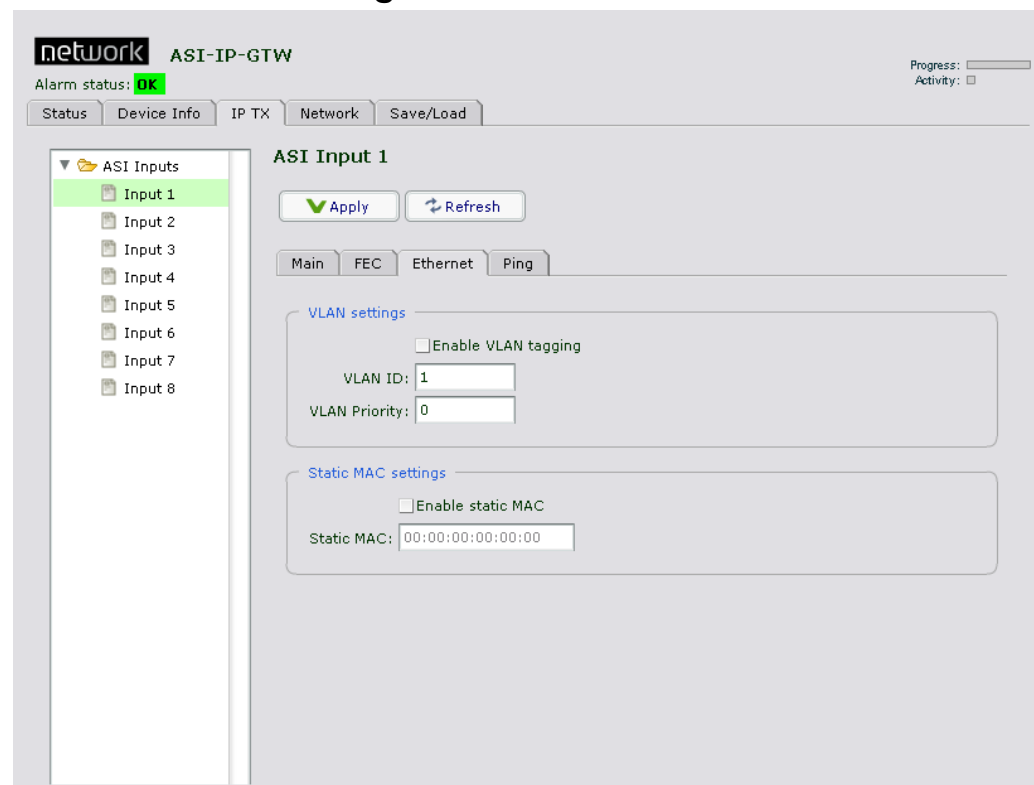 network ASI-IP-GTW
Progress:
Alarm status: OK
Activity:
Status Device Info IP TX Network Save/Load
ASI Inputs
Input 1
Input 2
Input 3
Input 4
Input 5
Input 6
Input 7
Input 8
ASI Input 1
Apply Refresh
Main FEC Ethernet Ping
VLAN settings
Enable VLAN tagging
VLAN ID: 1
VLAN Priority: 0
Static MAC settings
Enable static MAC
Static MAC: 00:00:00:00:00:00